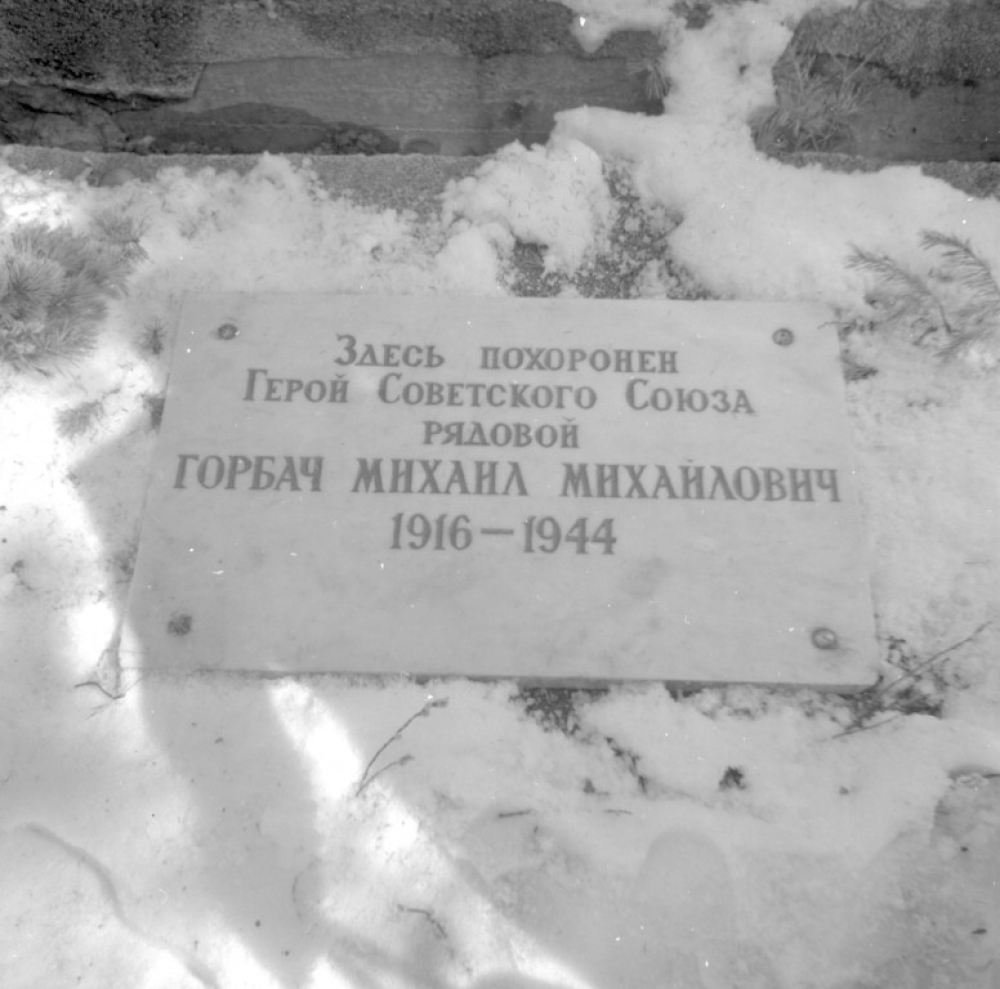 Здесь похоронен
Герой Советского Союза
рядовой
ГОРБАЧ МИХАИЛ МИХАЙЛОВИЧ
1916-1944